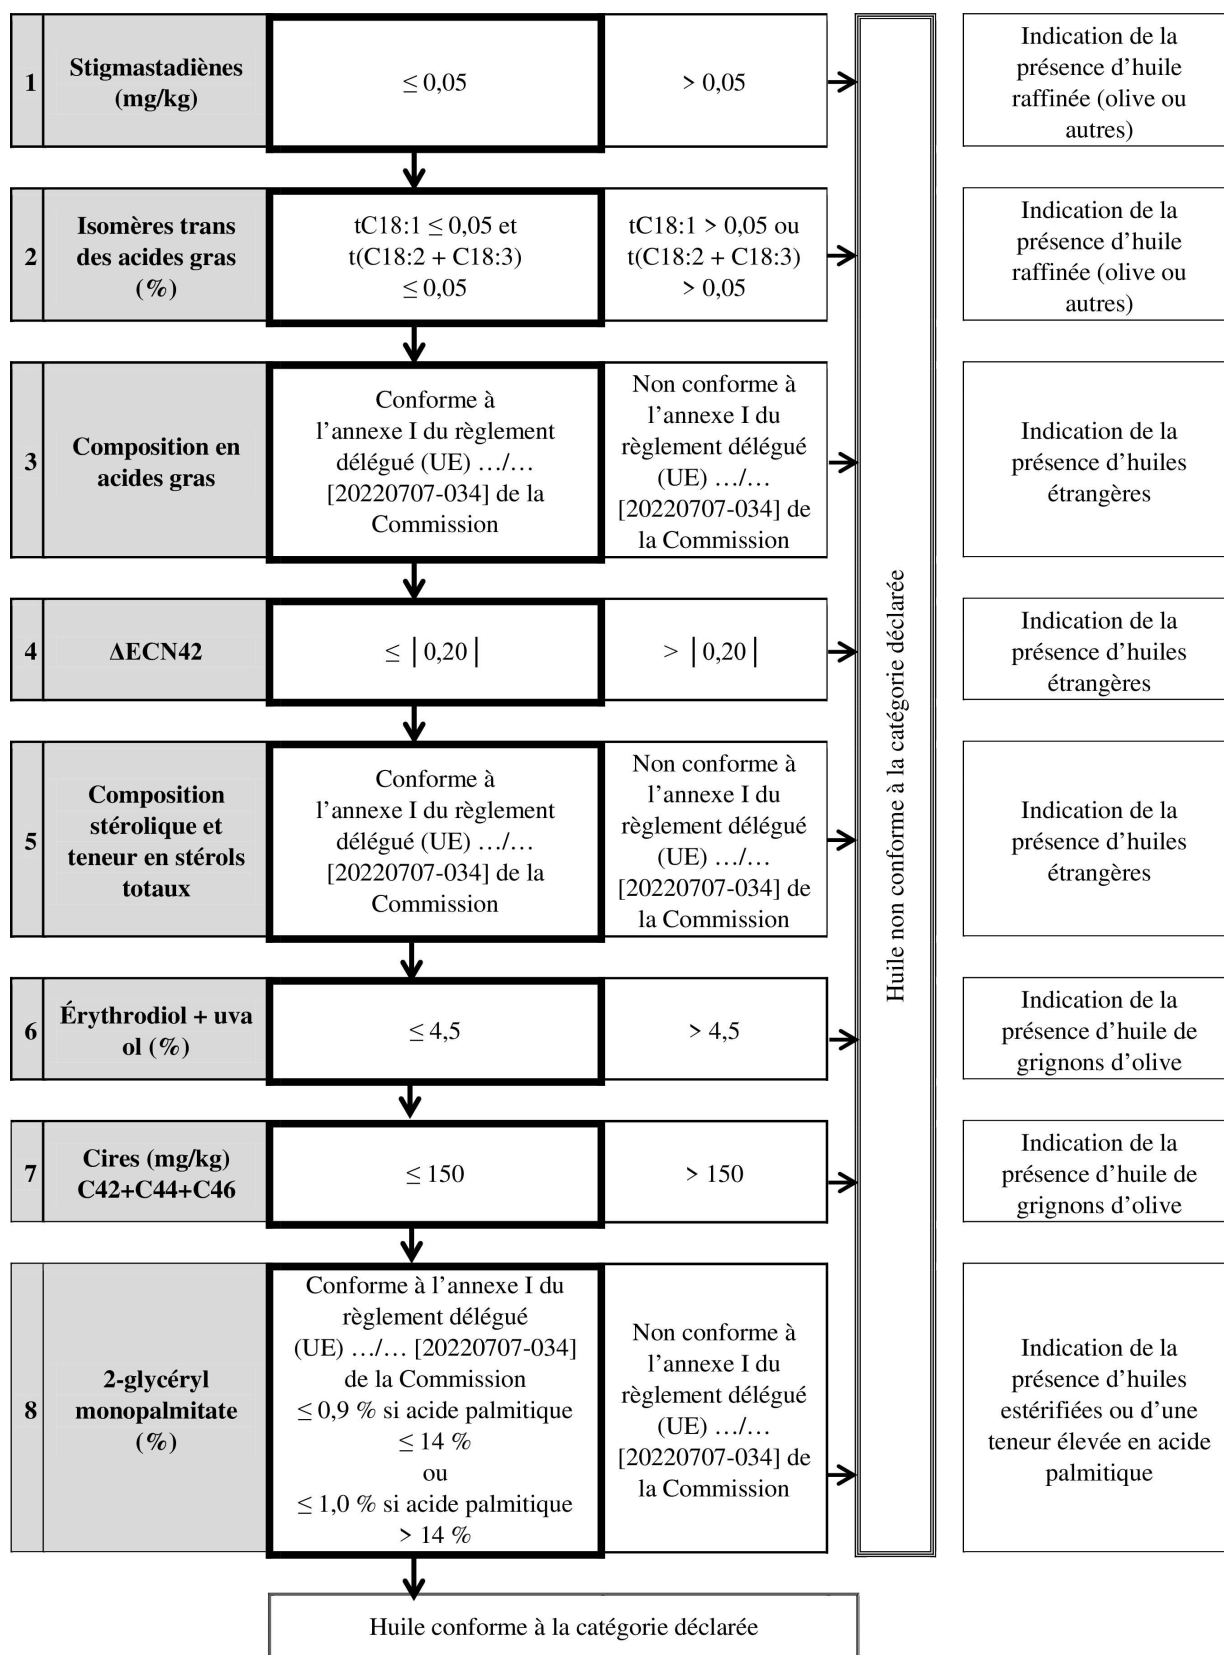 1
Stigmastadiènes
(mg/kg)
≤ 0,05
> 0,05
Indication de la
présence d’huile
raffinée (olive ou
autres)
2
Isomères trans
des acides gras
(%)
tC18:1 ≤ 0,05 et
t(C18:2 + C18:3)
≤ 0,05
tC18:1 > 0,05 ou
t(C18:2 + C18:3)
> 0,05
Indication de la
présence d’huile
raffinée (olive ou
autres)
3
Composition en
acides gras
Conforme à
l’annexe I du règlement
délégué (UE) …/…
[20220707-034] de la
Commission
Non conforme à
l’annexe I du
règlement délégué
(UE) …/…
[20220707-034] de
la Commission
Indication de la
présence d’huiles
étrangères
4
ΔECN42
≤ |0,20|
> |0,20|
Indication de la
présence d’huiles
étrangères
5
Composition
stérolique et
teneur en stérols
totaux
Conforme à
l’annexe I du règlement
délégué (UE) …/…
[20220707-034] de la
Commission
Non conforme à
l’annexe I du
règlement délégué
(UE) …/…
[20220707-034] de
la Commission
Indication de la
présence d’huiles
étrangères
6
Érythrodiol + uva
ol (%)
≤ 4,5
> 4,5
Indication de la
présence d’huile de
grignons d’olive
7
Cires (mg/kg)
C42+C44+C46
≤ 150
> 150
Indication de la
présence d’huile de
grignons d’olive
8
2-glycéryl
monopalmitate
(%)
Conforme à l’annexe I du
règlement délégué
(UE) …/… [20220707-034]
de la Commission
≤ 0,9 % si acide palmitique
≤ 14 %
ou
≤ 1,0 % si acide palmitique
> 14 %
Non conforme à
l’annexe I du
règlement délégué
(UE) …/…
[20220707-034] de
la Commission
Indication de la
présence d’huiles
estérifiées ou d’une
teneur élevée en acide
palmitique
Huile non conforme à la catégorie déclarée
Huile conforme à la catégorie déclarée